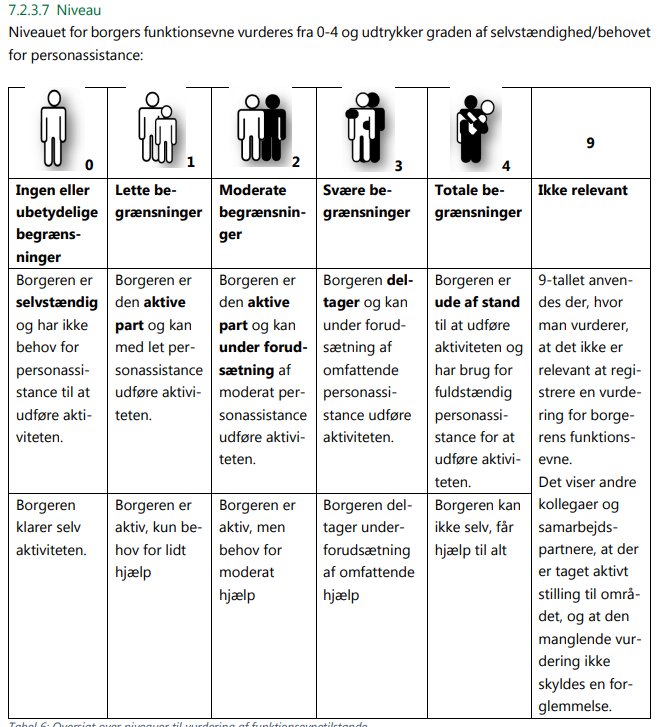 7.2.3.7 Niveau
Niveauet for borgers funktionsevne vurderes fra 0-4 og udtrykker graden af selvstændighed/behovet
for personassistance:
0
1
2
3
4
9
Ingen eller
ubetydelige
begræns-
ninger
Lette be-
grænsninger
Moderate
begrænsnin-
ger
Svære be-
grænsninger
Totale be-
grænsninger
Ikke relevant
Borgeren er
selvstændig
og har ikke
behov for
personassi-
stance til at
udføre akti-
viteten.
Borgeren er
den aktive
part og kan
med let per-
sonassistance
udføre aktivi-
teten.
Borgeren er
den aktive
part og kan
under forud-
sætning af
moderat per-
sonassistance
udføre aktivi-
teten.
Borgeren del-
tager og kan
under forud-
sætning af
omfattende
personassi-
stance udføre
aktiviteten.
Borgeren er
ude af stand
til at udføre
aktiviteten og
har brug for
fuldstændig
personassi-
stance for at
udføre aktivi-
teten.
9-tallet anven-
des der, hvor
man vurderer,
at det ikke er
relevant at regi-
strere en vurde-
ring for borge-
rens funktions-
evne.
Det viser andre
kollegaer og
samarbejds-
partnere, at der
er taget aktivt
stilling til områ-
det, og at den
manglende vur-
dering ikke
skyldes en for-
glemmelse.
Borgeren
klarer selv
aktiviteten.
Borgeren er
aktiv, kun be-
hov for lidt
hjælp
Borgeren er
aktiv, men
behov for
moderat
hjælp
Borgeren del-
tager under-
forudsætning
af omfattende
hjælp
Borgeren kan
ikke selv, får
hjælp til alt
Tabel 6: Oversigt over niveauer til vurdering af funktionsevnetilstande